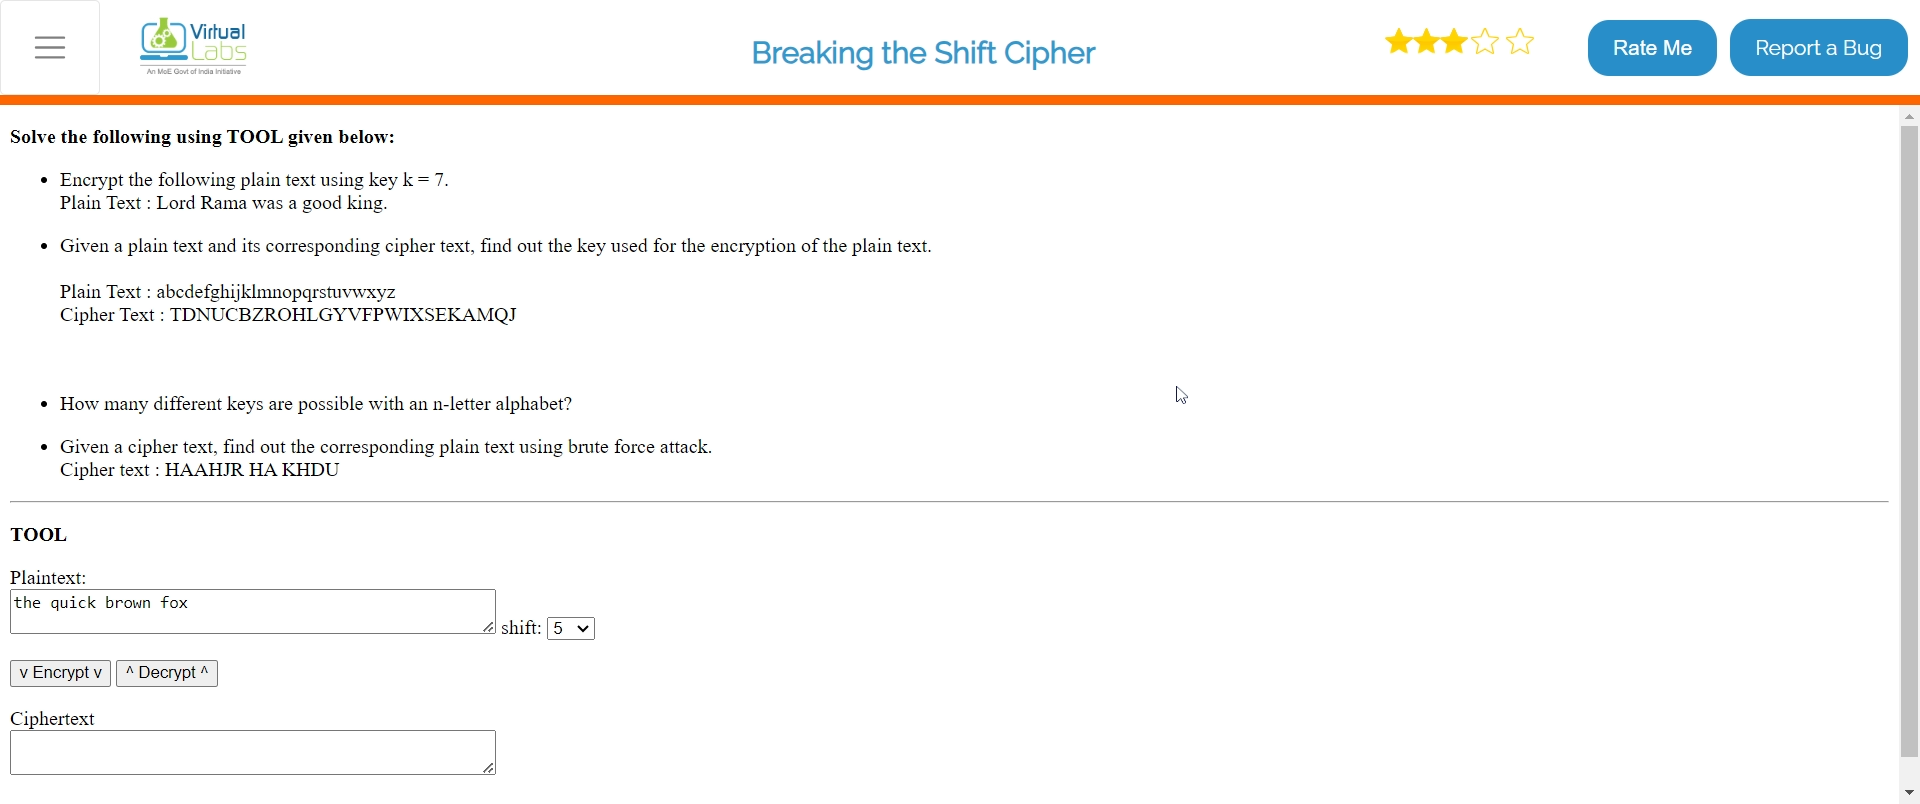 Virtual
Labs
An MoE Govt of India Initiative
Breaking the Shift Cipher
Rate Me
Report a Bug
Solve the following using TOOL given below:
• Encrypt the following plain text using key k = 7.
Plain Text : Lord Rama was a good king.
• Given a plain text and its corresponding cipher text, find out the key used for the encryption of the plain text.
Plain Text : abcdefghijklmnopqrstuvwxyz
Cipher Text : TDNUCBZROHLGYVFPWIXSEKAMQJ
• How many different keys are possible with an n-letter alphabet?
• Given a cipher text, find out the corresponding plain text using brute force attack.
Cipher text : HAAHJR HA KHDU
TOOL
Plaintext:
the quick brown fox
shift: 5
v Encrypt v ^ Decrypt ^
Ciphertext